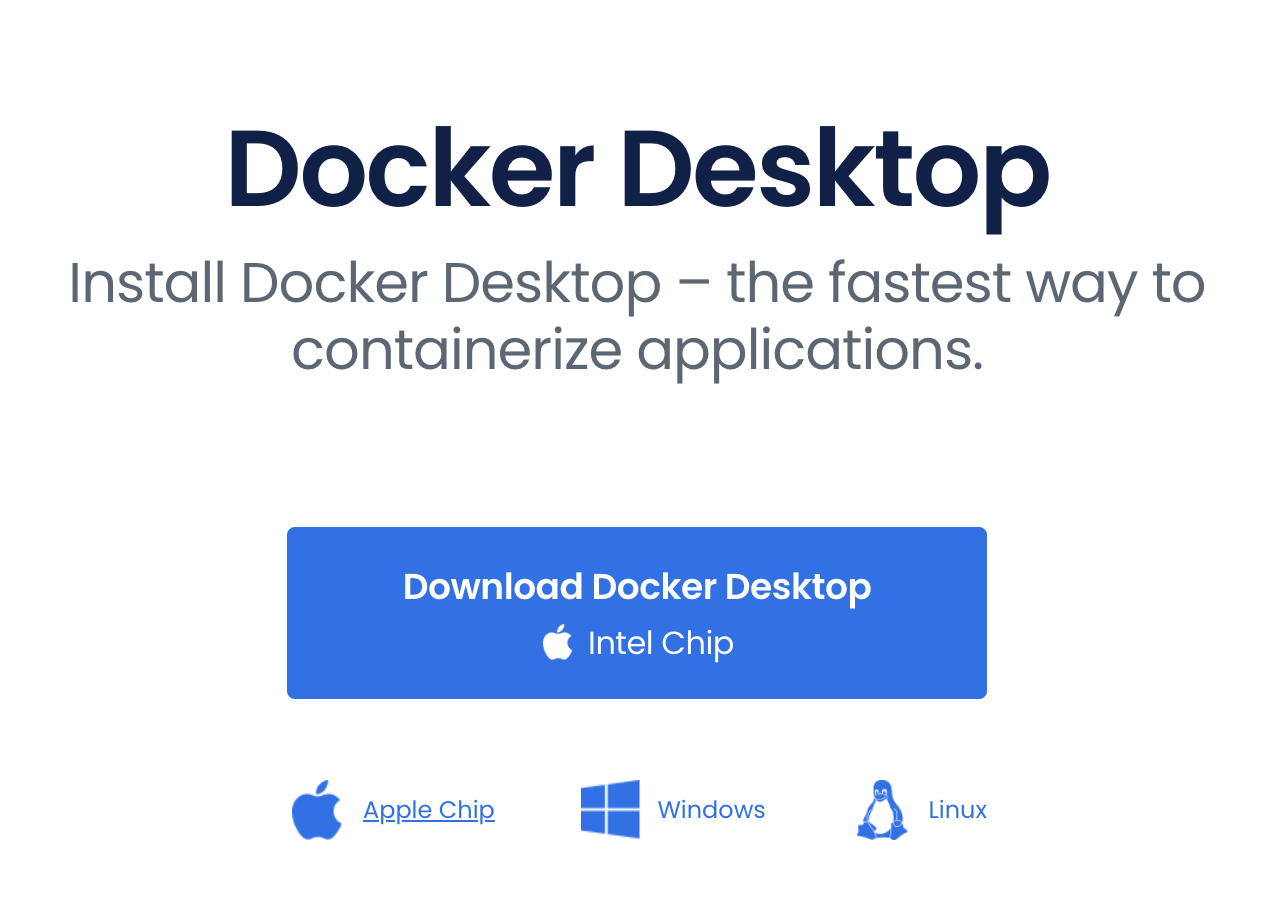 Docker Desktop
Install Docker Desktop – the fastest way to
containerize applications.
Download Docker Desktop
Intel Chip
Apple Chip
Windows
Linux